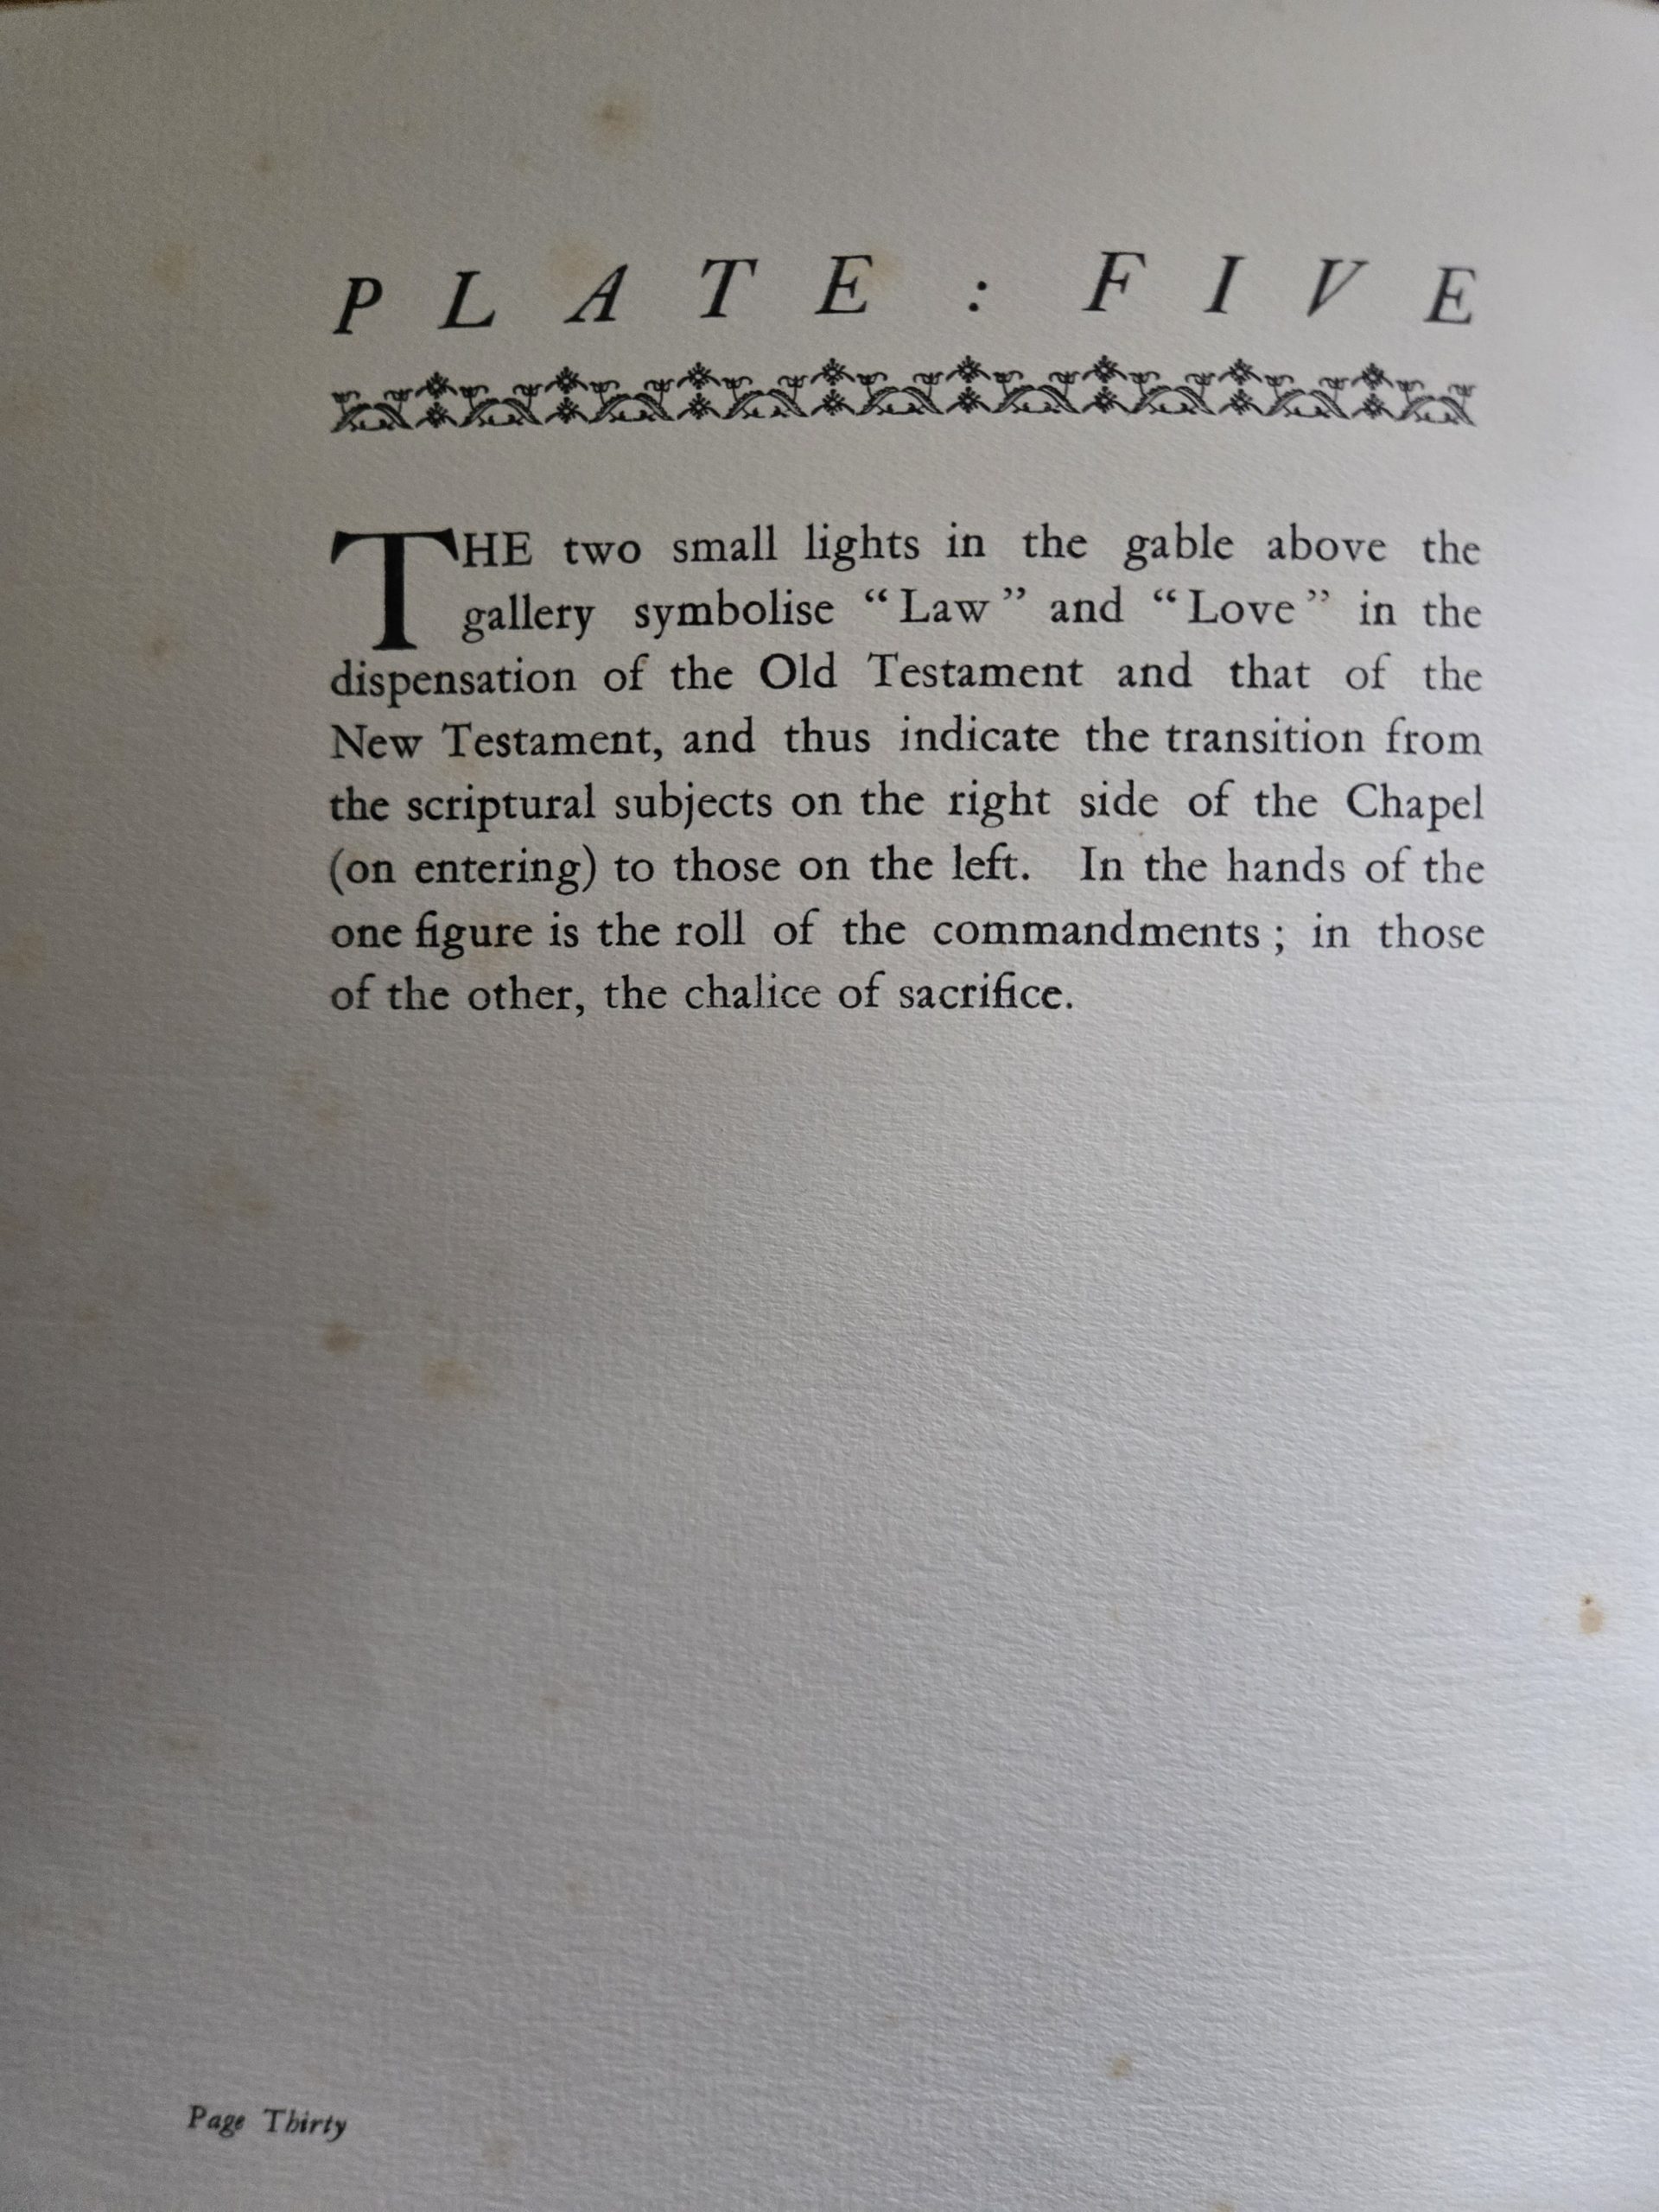 PLATE : FIVE
THE two small lights in the gable above the
gallery symbolise “Law” and “Love” in the
dispensation of the Old Testament and that of the
New Testament, and thus indicate the transition from
the scriptural subjects on the right side of the Chapel
(on entering) to those on the left. In the hands of the
one figure is the roll of the commandments ; in those
of the other, the chalice of sacrifice.
Page Thirty